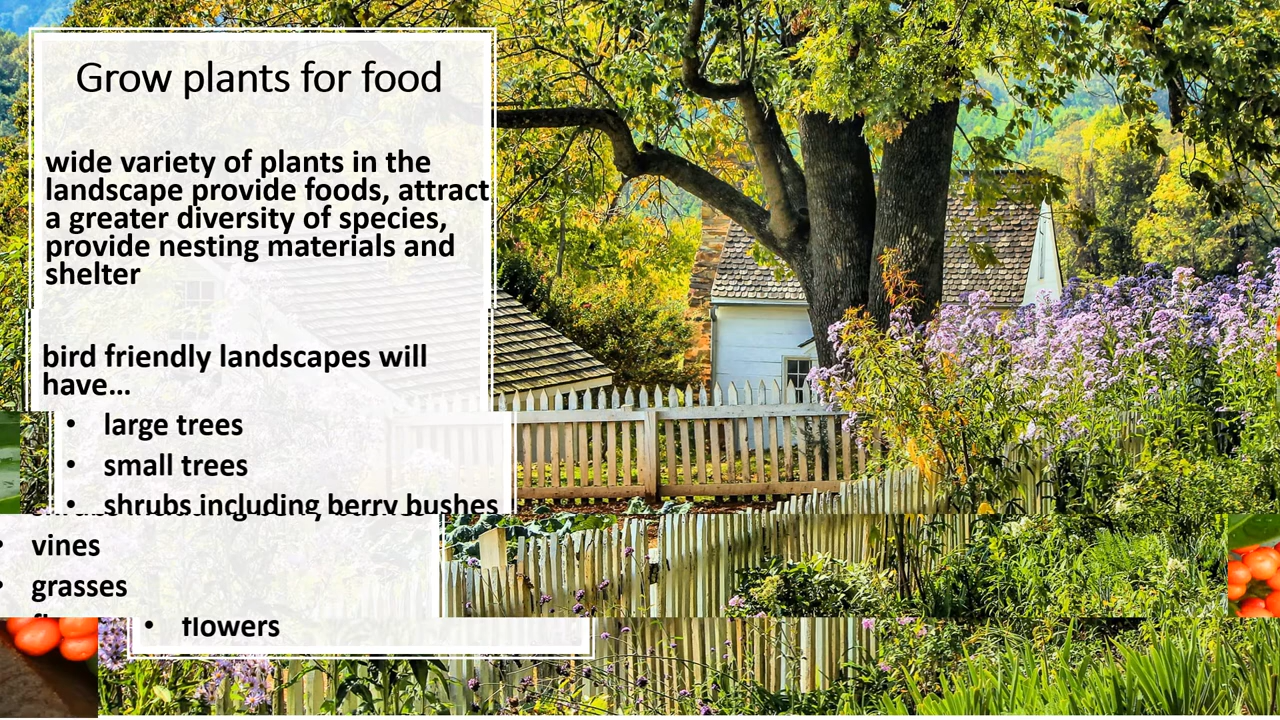 Grow plants for food
wide variety of plants in the
landscape provide foods, attract
a greater diversity of species,
provide nesting materials and
shelter
bird friendly landscapes will
have...
• large trees
• small trees
• shrubs including berry bushes
• vines
• grasses
• flowers